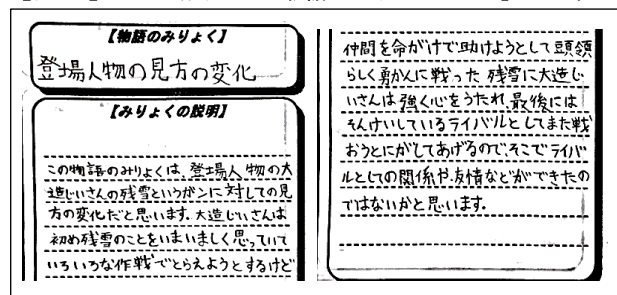 【物語のみりょく】
登場人物の見方の変化
【みりょくの説明】
この物語のみりょくは、登場人物の大
造じいさんの残雪というガンに対しての見
方の変化だと思います。大造じいさんは
初め残雪のことをいまいましく思っていて
いろいろな作戦でとらえようとするけど
仲間を命がけで助けようとして頭領
らしく勇かんに戦った残雪に大造じ
いさんは強く心をうたれ、最後には
そんけいしているライバルとしてまた戦
おうとにがしてあげるので、そこでライバ
ルとしての関係や友情などができたの
ではないかと思います。